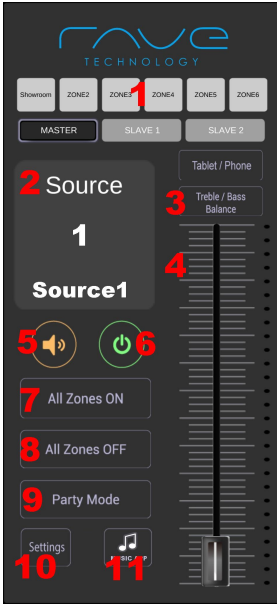 rave
TECHNOLOGY
Showroom ZONE2 ZONE3 ZONE4 ZONE5 ZONE6
1
MASTER SLAVE 1 SLAVE 2
Tablet / Phone
2 Source
3 Treble / Bass
Balance
1
4
Source1
5 6
7 All Zones ON
8 All Zones OFF
9 Party Mode
Settings
10 11